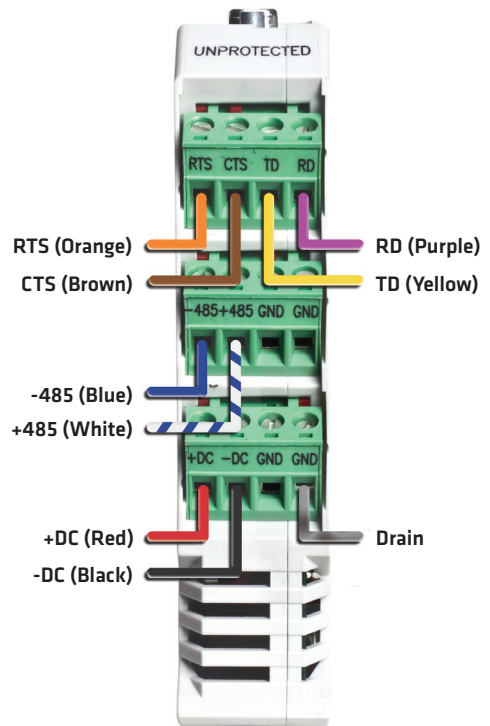 UNPROTECTED
RTS CTS TD RD
RTS (Orange)
RD (Purple)
CTS (Brown)
TD (Yellow)
-485 +485 GND GND
-485 (Blue)
+485 (White)
+DC -DC GND GND
+DC (Red)
Drain
-DC (Black)